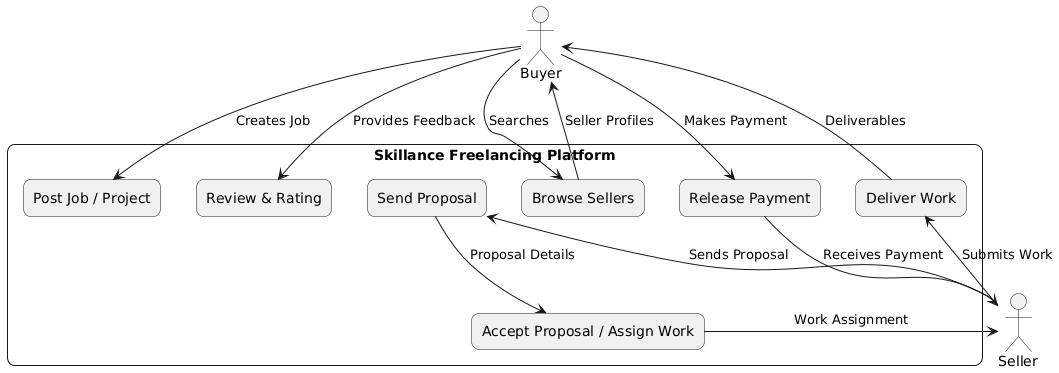 Buyer
Creates Job
Provides Feedback
Searches
Seller Profiles
Makes Payment
Deliverables
Skillance Freelancing Platform
Post Job / Project
Review & Rating
Send Proposal
Browse Sellers
Release Payment
Deliver Work
Proposal Details
Sends Proposal
Receives Payment
Submits Work
Accept Proposal / Assign Work
Work Assignment
Seller